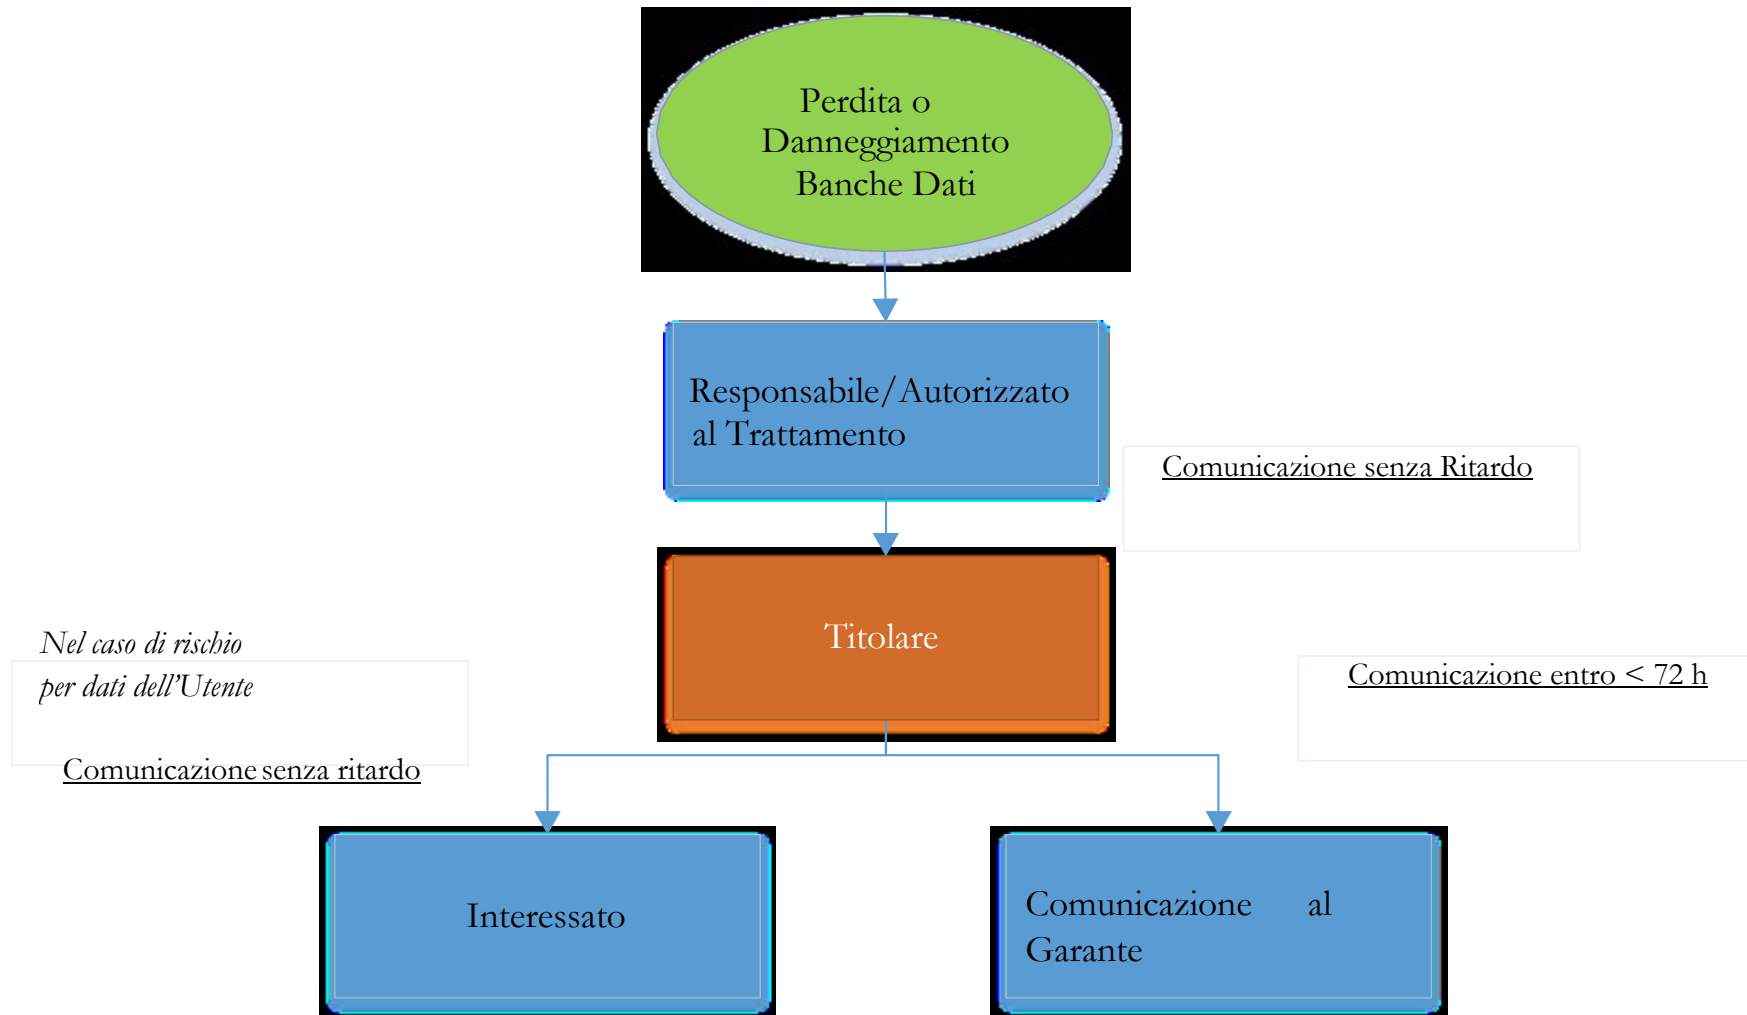 Perdita o
Danneggiamento
Banche Dati
Responsabile/Autorizzato
al Trattamento
Comunicazione senza Ritardo
Titolare
Nel caso di rischio
per dati dell’Utente
Comunicazione senza ritardo
Comunicazione entro < 72 h
Interessato
Comunicazione al
Garante